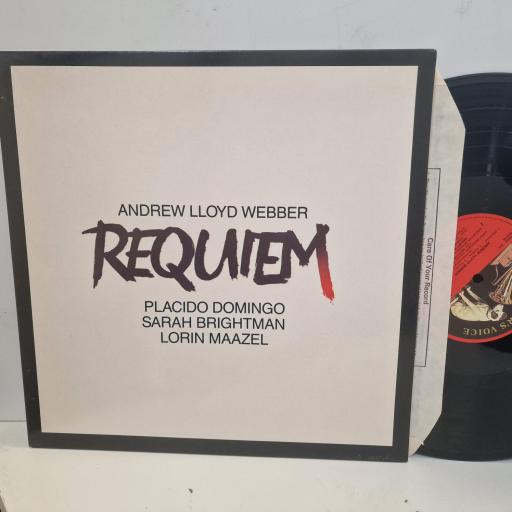 ANDREW LLOYD WEBBER
REQUIEM
PLACIDO DOMINGO
SARAH BRIGHTMAN
LORIN MAAZEL
Care Of Your Record
R'S VOICE